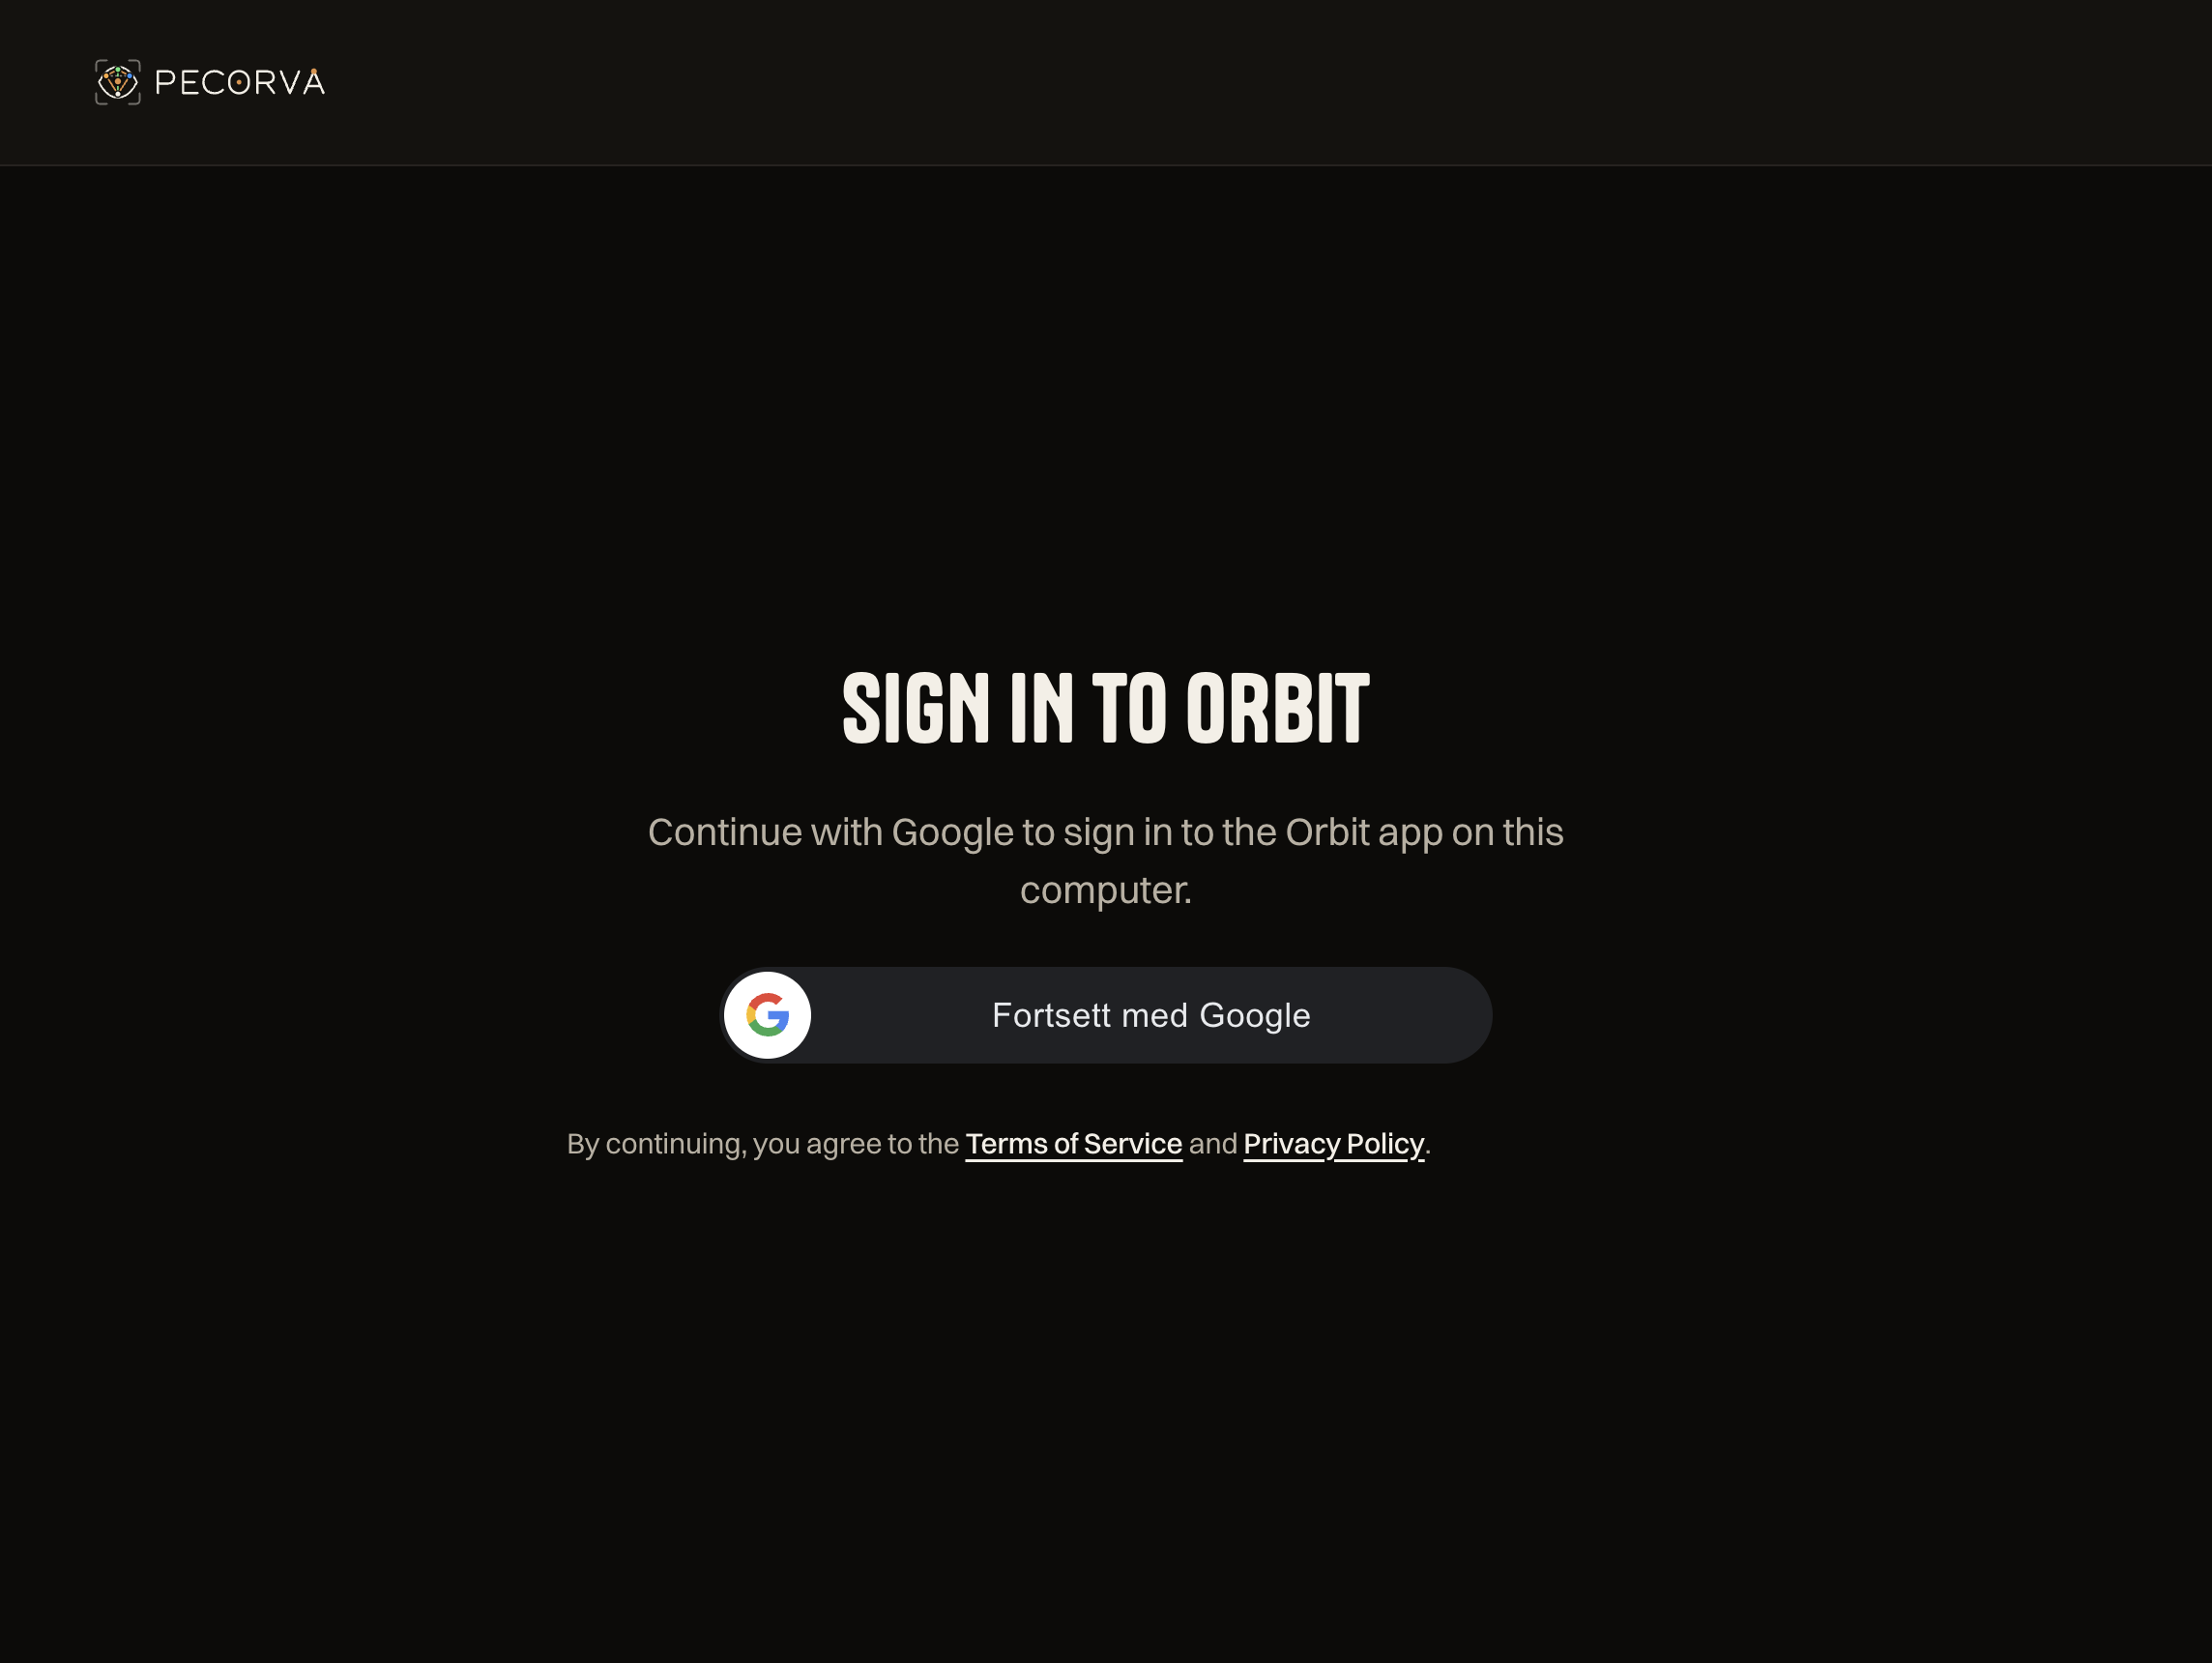 PECORVA
SIGN IN TO ORBIT
Continue with Google to sign in to the Orbit app on this
computer.
Fortsett med Google
By continuing, you agree to the Terms of Service and Privacy Policy.